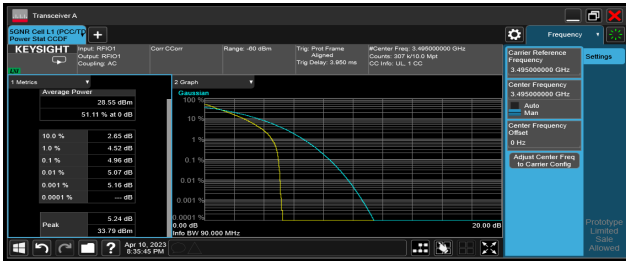 Transceiver A
5GNR Cell L1 (PCC/TD
Power Stat CCDF
Frequency
KEYSIGHT
Input: RFIO1
Output: RFIO1
Coupling: AC
Corr CCorr
Range: -60 dBm
Trig: Prot Frame
Aligned
Trig Delay: 3.950 ms
#Center Freq: 3.495000000 GHz
Counts: 307 k/10.0 Mpt
CC Info: UL, 1 CC
Carrier Reference
Frequency
3.495000000 GHz
Settings
1 Metrics
2 Graph
Center Frequency
3.495000000 GHz
Auto
Man
Center Frequency
Offset
0 Hz
Adjust Center Freq
to Carrier Config
Average Power
28.55 dBm
51.11 % at 0 dB
10.0 % 2.65 dB
1.0 % 4.52 dB
0.1 % 4.96 dB
0.01 % 5.07 dB
0.001 % 5.16 dB
0.0001 % --- dB
Peak
5.24 dB
33.79 dBm
Gaussian
100 %
10 %
1 %
0.1 %
0.01 %
0.001 %
0.0001 %
0.00 dB
20.00 dB
Info BW 90.000 MHz
Prototype
Limited
Sale
Allowed
Apr 10, 2023
8:35:45 PM